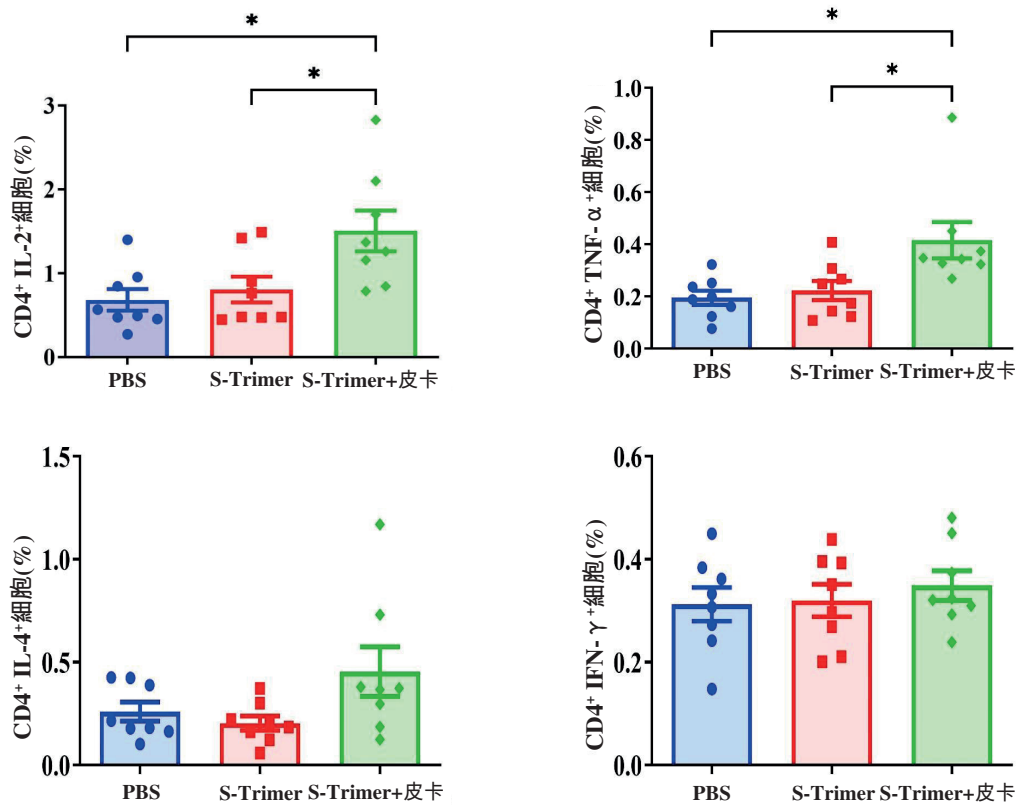 *
*
CD4⁺ IL-2⁺細胞(%)
3
2
1
0
PBS S-Trimer S-Trimer+皮卡
*
*
CD4⁺ TNF-α⁺細胞(%)
1.0
0.8
0.6
0.4
0.2
0.0
PBS S-Trimer S-Trimer+皮卡
CD4⁺ IL-4⁺細胞(%)
1.5
1.0
0.5
0.0
PBS S-Trimer S-Trimer+皮卡
CD4⁺ IFN-γ⁺細胞(%)
0.6
0.4
0.2
0.0
PBS S-Trimer S-Trimer+皮卡